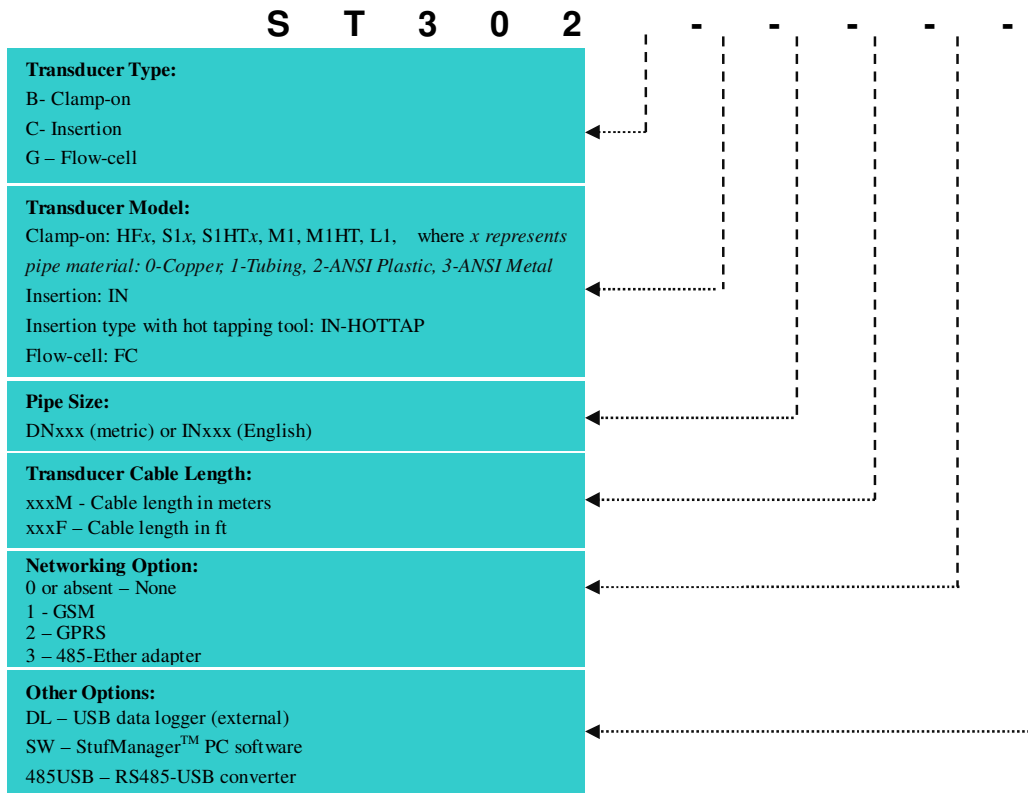 S T 3 0 2 - - - - -
Transducer Type:
B- Clamp-on
C- Insertion
G – Flow-cell
Transducer Model:
Clamp-on: HFx, S1x, S1HTx, M1, M1HT, L1, where x represents
pipe material: 0-Copper, 1-Tubing, 2-ANSI Plastic, 3-ANSI Metal
Insertion: IN
Insertion type with hot tapping tool: IN-HOTTAP
Flow-cell: FC
Pipe Size:
DNxxx (metric) or INxxx (English)
Transducer Cable Length:
xxxM - Cable length in meters
xxxF – Cable length in ft
Networking Option:
0 or absent – None
1 - GSM
2 – GPRS
3 – 485-Ether adapter
Other Options:
DL – USB data logger (external)
SW – StufManager™ PC software
485USB – RS485-USB converter